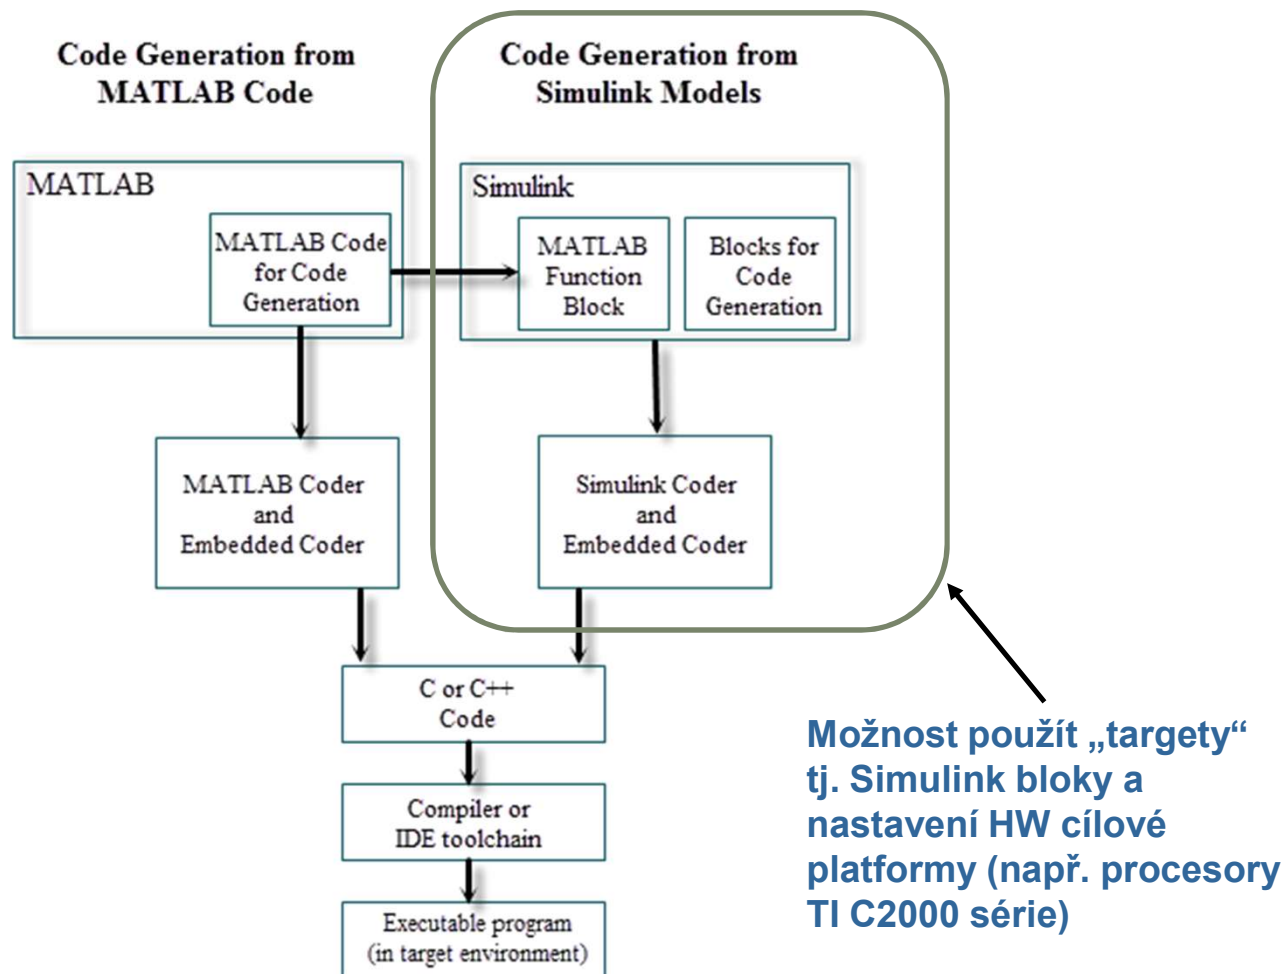 Code Generation from
MATLAB Code
Code Generation from
Simulink Models
MATLAB
MATLAB Code
for Code
Generation
Simulink
MATLAB
Function
Block
Blocks for
Code
Generation
MATLAB Coder
and
Embedded Coder
Simulink Coder
and
Embedded Coder
C or C++
Code
Compiler or
IDE toolchain
Executable program
(in target environment)
Možnost použít „targety“
tj. Simulink bloky a
nastavení HW cílové
platformy (např. procesory
TI C2000 série)